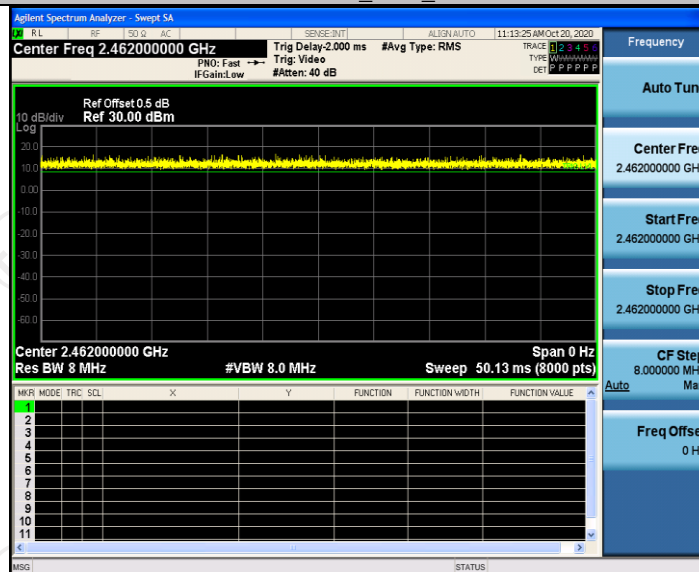 Agilent Spectrum Analyzer - Swept SA
RL RF 50 Ω AC SENSE:INT ALIGN AUTO 11:13:25 AM Oct 20, 2020
Center Freq 2.462000000 GHz
PNO: Fast
IFGain:Low
Trig Delay-2.000 ms
Trig: Video
#Atten: 40 dB
#Avg Type: RMS
TRACE 1 2 3 4 5 6
TYPE
DET P P P P P P
Ref Offset 0.5 dB
10 dB/div Ref 30.00 dBm
Log
20.0
10.0
0.00
-10.0
-20.0
-30.0
-40.0
-50.0
-60.0
Center 2.462000000 GHz Span 0 Hz
Res BW 8 MHz #VBW 8.0 MHz Sweep 50.13 ms (8000 pts)
MKR MODE TRC SCL X Y FUNCTION FUNCTION WIDTH FUNCTION VALUE
1
2
3
4
5
6
7
8
9
10
11
MSG STATUS
Frequency
Auto Tun
Center Fre
2.462000000 GH
Start Fre
2.462000000 GH
Stop Fre
2.462000000 GH
CF Ste
8.000000 MH
Auto Ma
Freq Offse
0 H